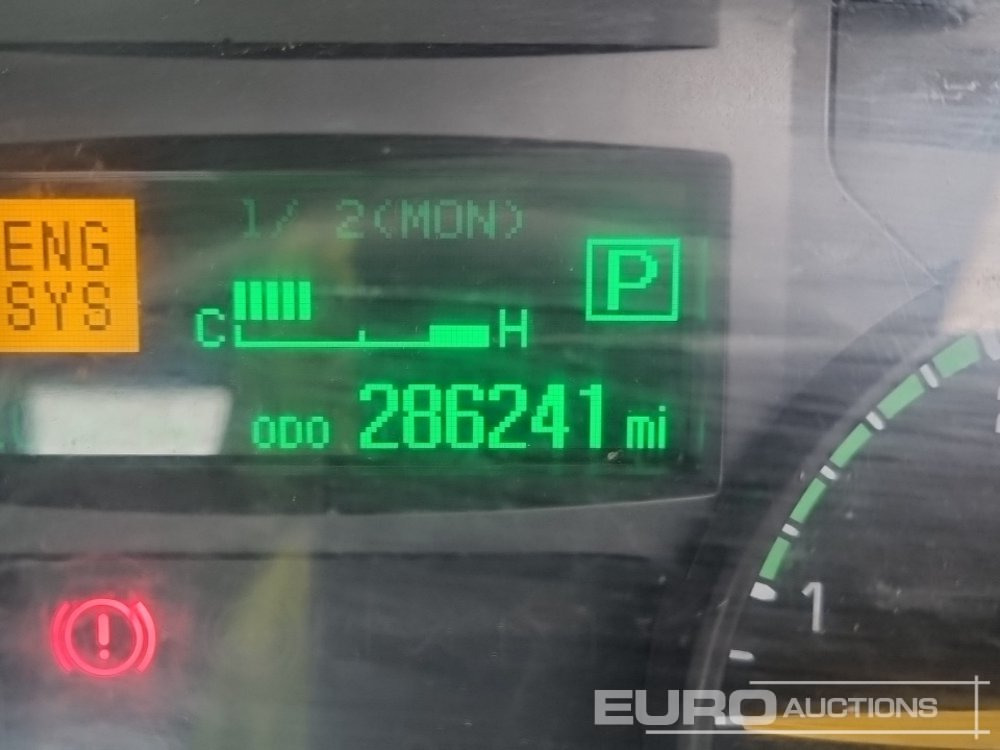 1/ 2(MON)
ENG
SYS
P
C H
ODO 286241 mi
1
EURO AUCTIONS